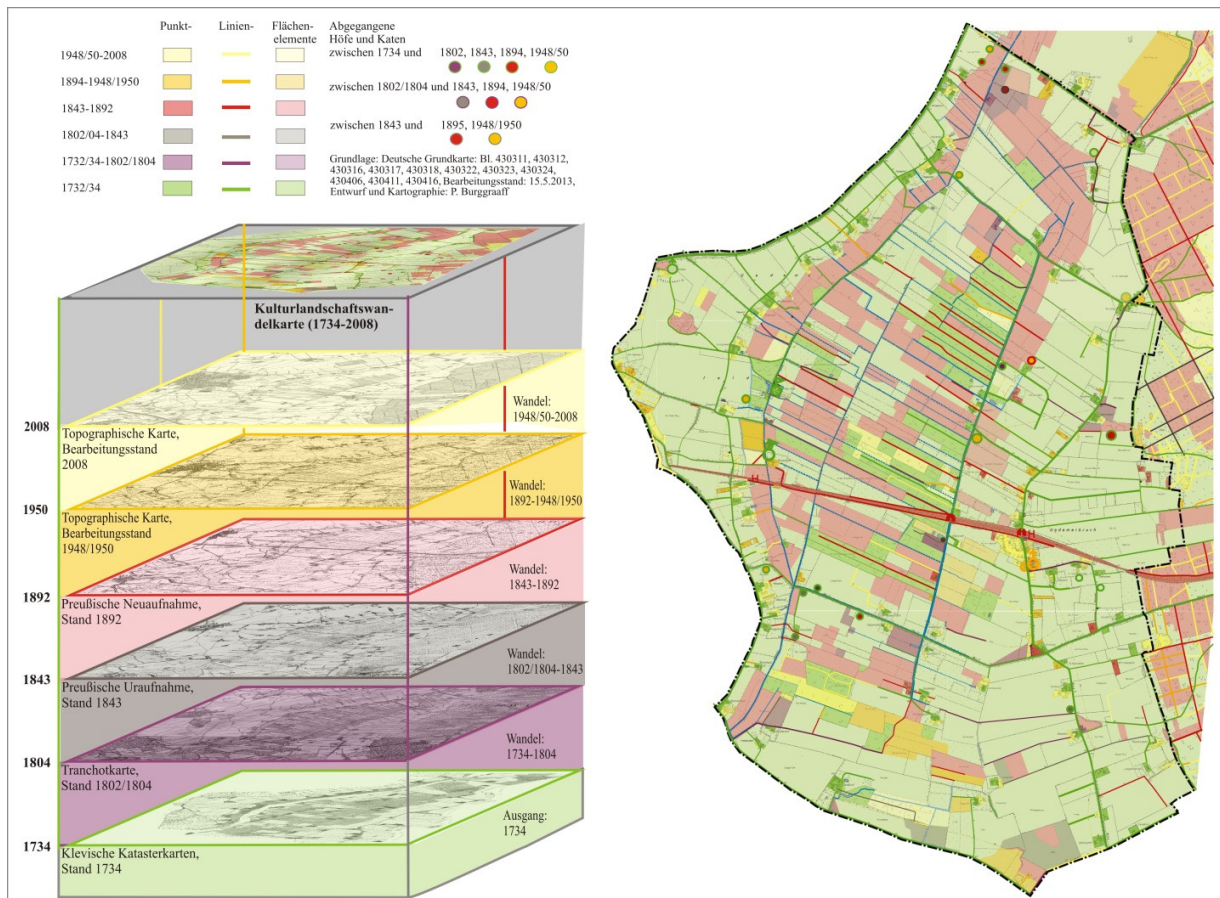 Punkt- Linien- Flächen-
elemente
Abgegangene
Höfe und Katen
1948/50-2008
zwischen 1734 und 1802, 1843, 1894, 1948/50
1894-1948/1950
zwischen 1802/1804 und 1843, 1894, 1948/50
1843-1892
1802/04-1843
zwischen 1843 und 1895, 1948/1950
1732/34-1802/1804
1732/34
Grundlage: Deutsche Grundkarte: Bl. 430311, 430312,
430316, 430317, 430318, 430322, 430323, 430324,
430406, 430411, 430416, Bearbeitungsstand: 15.5.2013,
Entwurf und Kartographie: P. Burggraaff
Kulturlandschaftswan-
delkarte (1734-2008)
2008
Topographische Karte,
Bearbeitungsstand
2008
Wandel:
1948/50-2008
1950
Topographische Karte,
Bearbeitungsstand
1948/1950
Wandel:
1892-1948/1950
1892
Preußische Neuaufnahme,
Stand 1892
Wandel:
1843-1892
1843
Preußische Uraufnahme,
Stand 1843
Wandel:
1802/1804-1843
1804
Tranchotkarte,
Stand 1802/1804
Wandel:
1734-1804
1734
Klevische Katasterkarten,
Stand 1734
Ausgang:
1734
H
H
Uedemerbruch